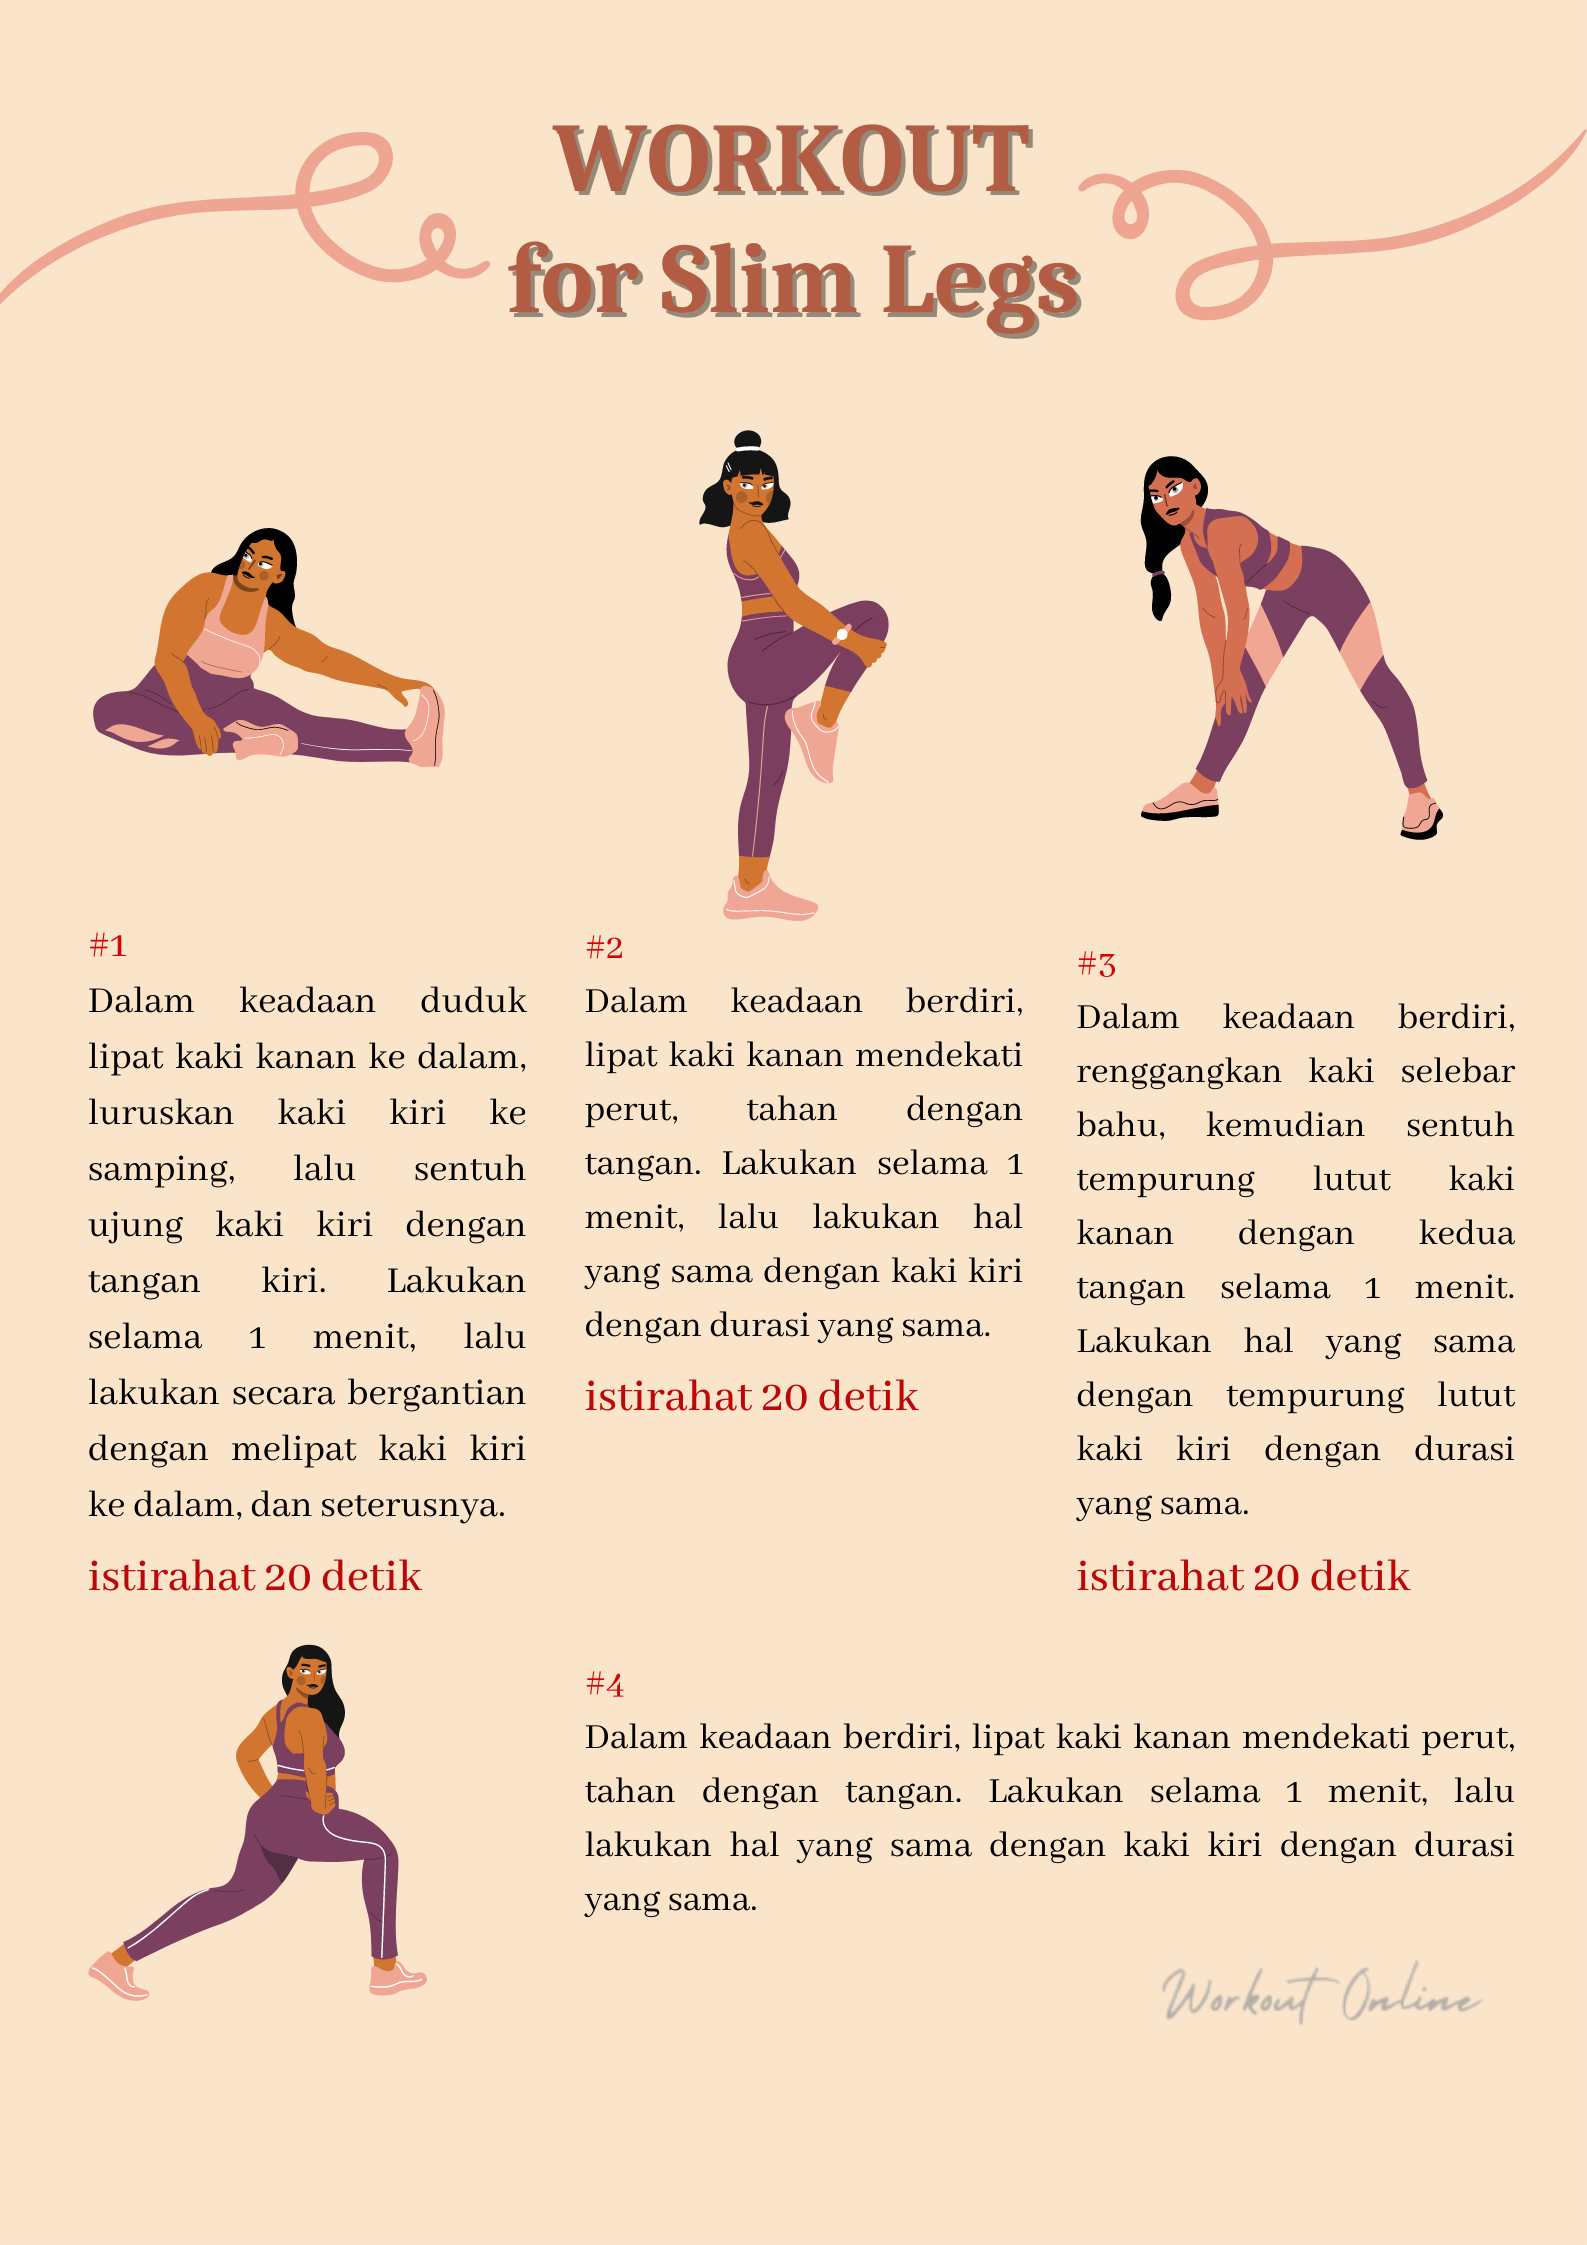 WORKOUT
for Slim Legs
#1
Dalam keadaan duduk
lipat kaki kanan ke dalam,
luruskan kaki kiri ke
samping, lalu sentuh
ujung kaki kiri dengan
tangan kiri. Lakukan
selama 1 menit, lalu
lakukan secara bergantian
dengan melipat kaki kiri
ke dalam, dan seterusnya.
istirahat 20 detik
#2
Dalam keadaan berdiri,
lipat kaki kanan mendekati
perut, tahan dengan
tangan. Lakukan selama 1
menit, lalu lakukan hal
yang sama dengan kaki kiri
dengan durasi yang sama.
istirahat 20 detik
#3
Dalam keadaan berdiri,
renggangkan kaki selebar
bahu, kemudian sentuh
tempurung lutut kaki
kanan dengan kedua
tangan selama 1 menit.
Lakukan hal yang sama
dengan tempurung lutut
kaki kiri dengan durasi
yang sama.
istirahat 20 detik
#4
Dalam keadaan berdiri, lipat kaki kanan mendekati perut,
tahan dengan tangan. Lakukan selama 1 menit, lalu
lakukan hal yang sama dengan kaki kiri dengan durasi
yang sama.
Workout Online